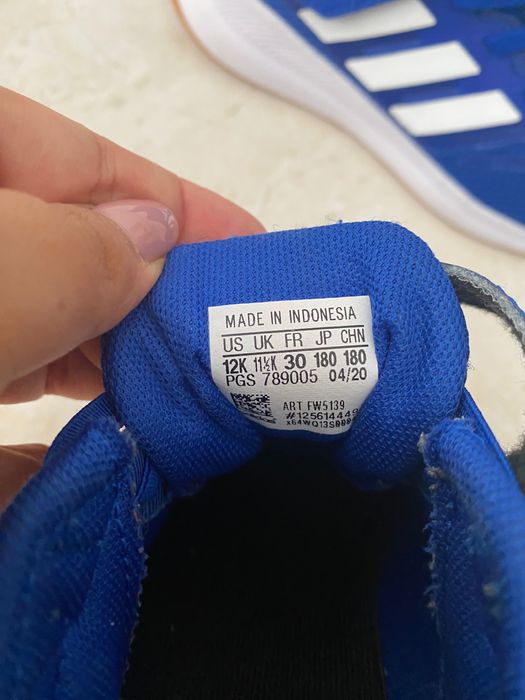 MADE IN INDONESIA
US UK FR JP CHN
12K 11½K 30 180 180
PGS 789005 04/20
ART FW5139
#125614449